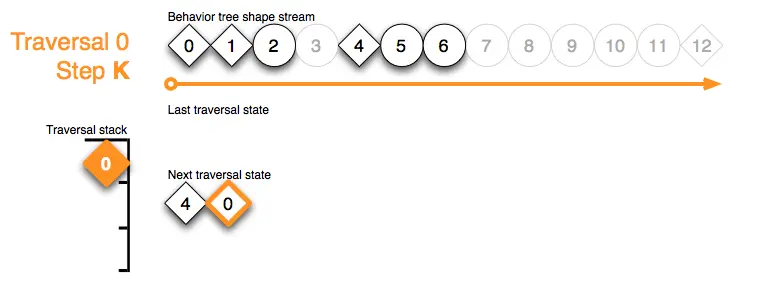 Behavior tree shape stream
Traversal 0
Step K
0 1 2 3 4 5 6 7 8 9 10 11 12
Last traversal state
Traversal stack
0
Next traversal state
4 0